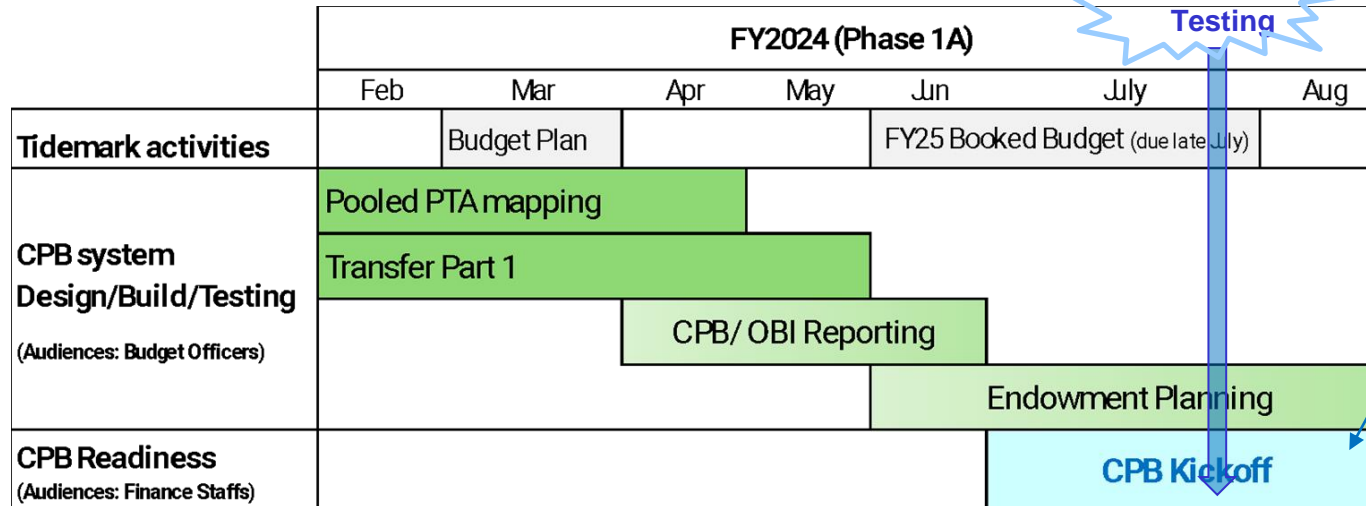 Testing
FY2024 (Phase 1A)
Feb Mar Apr May Jun July Aug
Tidemark activities
Budget Plan
FY25 Booked Budget (due late July)
CPB system
Design/Build/Testing
(Audiences: Budget Officers)
Pooled PTA mapping
Transfer Part 1
CPB/ OBI Reporting
Endowment Planning
CPB Readiness
(Audiences: Finance Staffs)
CPB Kickoff